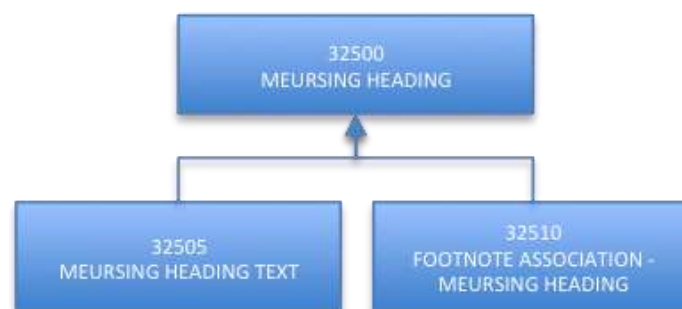 32500
MEURSING HEADING
32505
MEURSING HEADING TEXT
32510
FOOTNOTE ASSOCIATION -
MEURSING HEADING